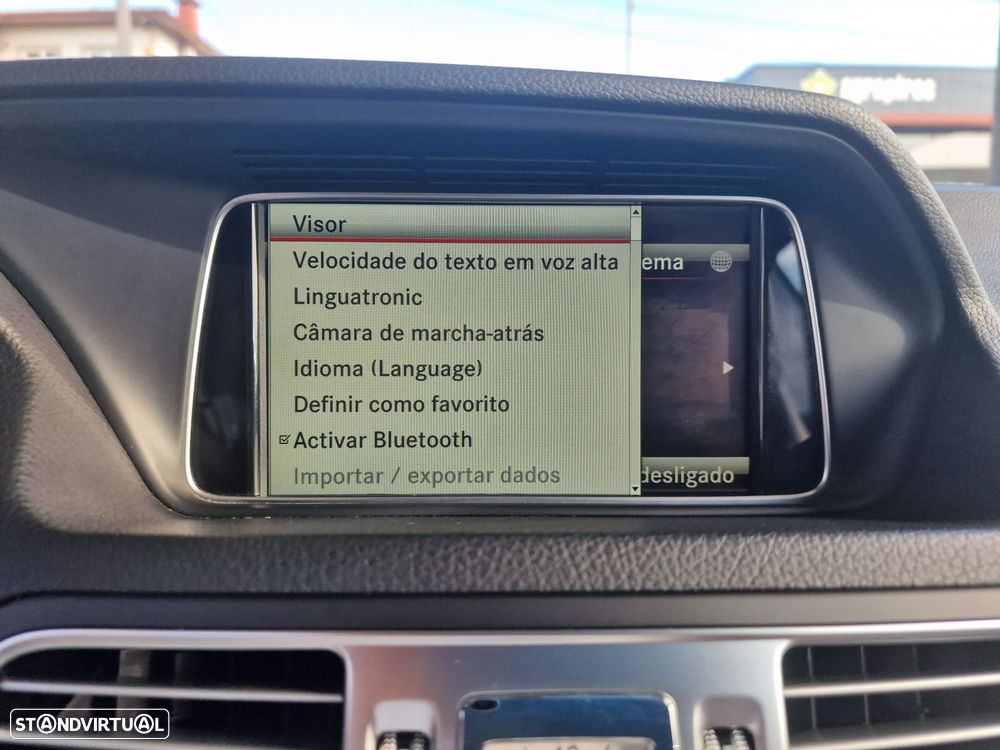 agropiros
Visor
Velocidade do texto em voz alta
ema
Linguatronic
Câmara de marcha-atrás
Idioma (Language)
Definir como favorito
Activar Bluetooth
Importar / exportar dados
desligado
STANDVIRTUAL